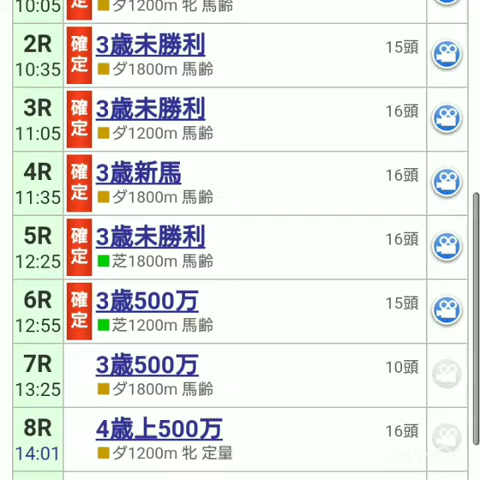 10:05 定 ダ1200m 牝 馬齢
2R 確定 3歳未勝利 15頭
10:35 ダ1800m 馬齢
3R 確定 3歳未勝利 16頭
11:05 ダ1200m 馬齢
4R 確定 3歳新馬 16頭
11:35 ダ1800m 馬齢
5R 確定 3歳未勝利 16頭
12:25 芝1800m 馬齢
6R 確定 3歳500万 15頭
12:55 芝1200m 馬齢
7R 3歳500万 10頭
13:25 ダ1800m 馬齢
8R 4歳上500万 16頭
14:01 ダ1200m 牝 定量